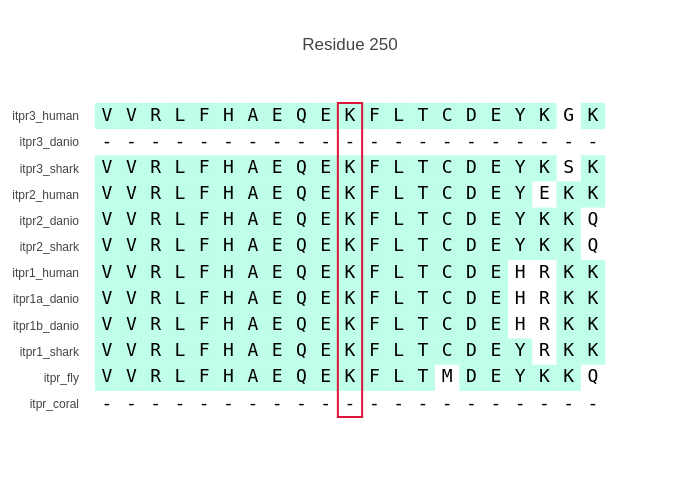 Residue 250
itpr3_human V V R L F H A E Q E K F L T C D E Y K G K
itpr3_danio - - - - - - - - - - - - - - - - - - - - -
itpr3_shark V V R L F H A E Q E K F L T C D E Y K S K
itpr2_human V V R L F H A E Q E K F L T C D E Y E K K
itpr2_danio V V R L F H A E Q E K F L T C D E Y K K Q
itpr2_shark V V R L F H A E Q E K F L T C D E Y K K Q
itpr1_human V V R L F H A E Q E K F L T C D E H R K K
itpr1a_danio V V R L F H A E Q E K F L T C D E H R K K
itpr1b_danio V V R L F H A E Q E K F L T C D E H R K K
itpr1_shark V V R L F H A E Q E K F L T C D E Y R K K
itpr_fly V V R L F H A E Q E K F L T M D E Y K K Q
itpr_coral - - - - - - - - - - - - - - - - - - - - -